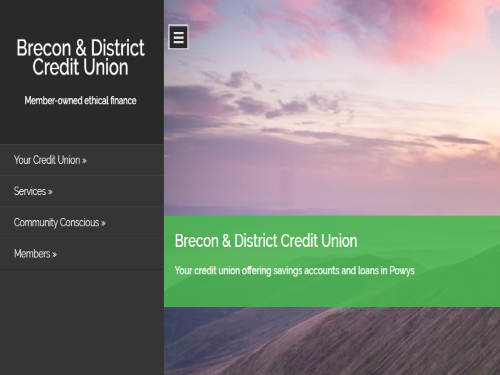 Brecon & District
Credit Union
Member-owned ethical finance
Your Credit Union »
Services »
Community Conscious »
Members »
Brecon & District Credit Union
Your credit union offering savings accounts and loans in Powys